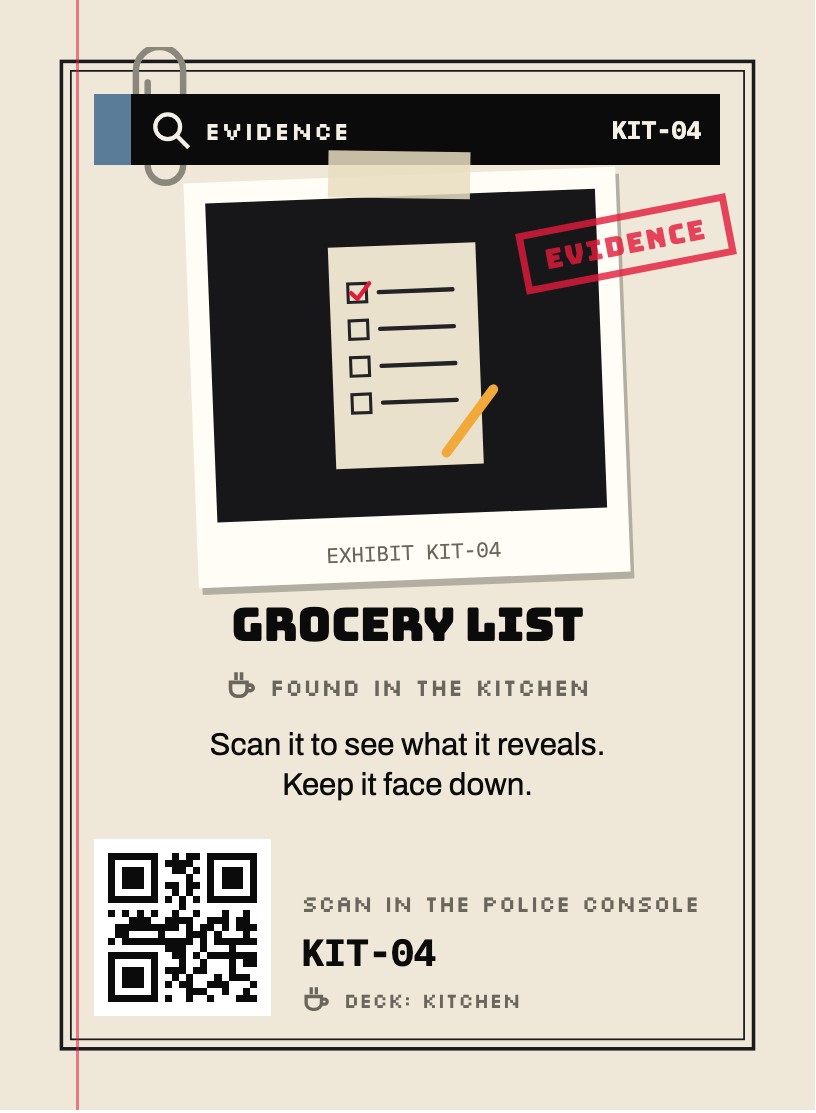 EVIDENCE
KIT-04
EVIDENCE
EXHIBIT KIT-04
GROCERY LIST
FOUND IN THE KITCHEN
Scan it to see what it reveals.
Keep it face down.
SCAN IN THE POLICE CONSOLE
KIT-04
DECK: KITCHEN